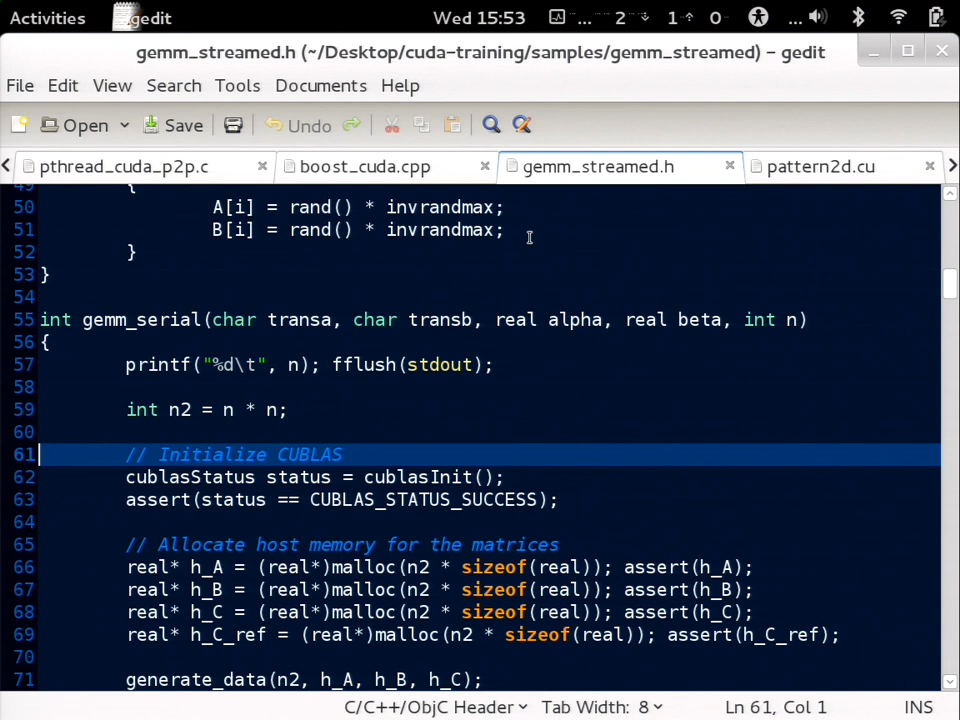 Activities gedit Wed 15:53 ... 2 1 0 ...
gemm_streamed.h (~/Desktop/cuda-training/samples/gemm_streamed) – gedit
File Edit View Search Tools Documents Help
Open Save Undo
pthread_cuda_p2p.c boost_cuda.cpp gemm_streamed.h pattern2d.cu
49 {
50 A[i] = rand() * invrandmax;
51 B[i] = rand() * invrandmax;
52 }
53 }
54
55 int gemm_serial(char transa, char transb, real alpha, real beta, int n)
56 {
57 printf("%d\t", n); fflush(stdout);
58
59 int n2 = n * n;
60
61 // Initialize CUBLAS
62 cublasStatus status = cublasInit();
63 assert(status == CUBLAS_STATUS_SUCCESS);
64
65 // Allocate host memory for the matrices
66 real* h_A = (real*)malloc(n2 * sizeof(real)); assert(h_A);
67 real* h_B = (real*)malloc(n2 * sizeof(real)); assert(h_B);
68 real* h_C = (real*)malloc(n2 * sizeof(real)); assert(h_C);
69 real* h_C_ref = (real*)malloc(n2 * sizeof(real)); assert(h_C_ref);
70
71 generate_data(n2, h_A, h_B, h_C);
C/C++/ObjC Header Tab Width: 8 Ln 61, Col 1 INS